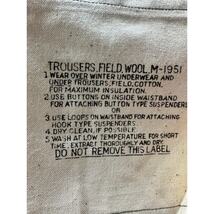 TROUSERS, FIELD, WOOL, M-1951
1. WEAR OVER WINTER UNDERWEAR AND
UNDER TROUSERS, FIELD, COTTON,
FOR MAXIMUM INSULATION.
2. USE BUTTONS ON INSIDE WAISTBAND
FOR ATTACHING BUTTON TYPE SUSPENDERS
OR
3. USE LOOPS ON WAISTBAND FOR ATTACHING
HOOK TYPE SUSPENDERS.
4. DRY CLEAN, IF POSSIBLE.
5. WASH AT LOW TEMPERATURE FOR SHORT
TIME. EXTRACT THOROUGHLY AND DRY.
DO NOT REMOVE THIS LABEL